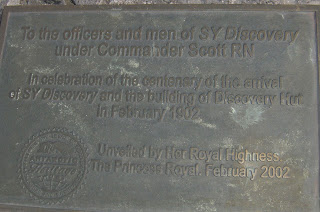 To the officers and men of SY Discovery
under Commander Scott RN
In celebration of the centenary of the arrival
of SY Discovery and the building of Discovery Hut
in February 1902.
Unveiled by Her Royal Highness
The Princess Royal, February 2002